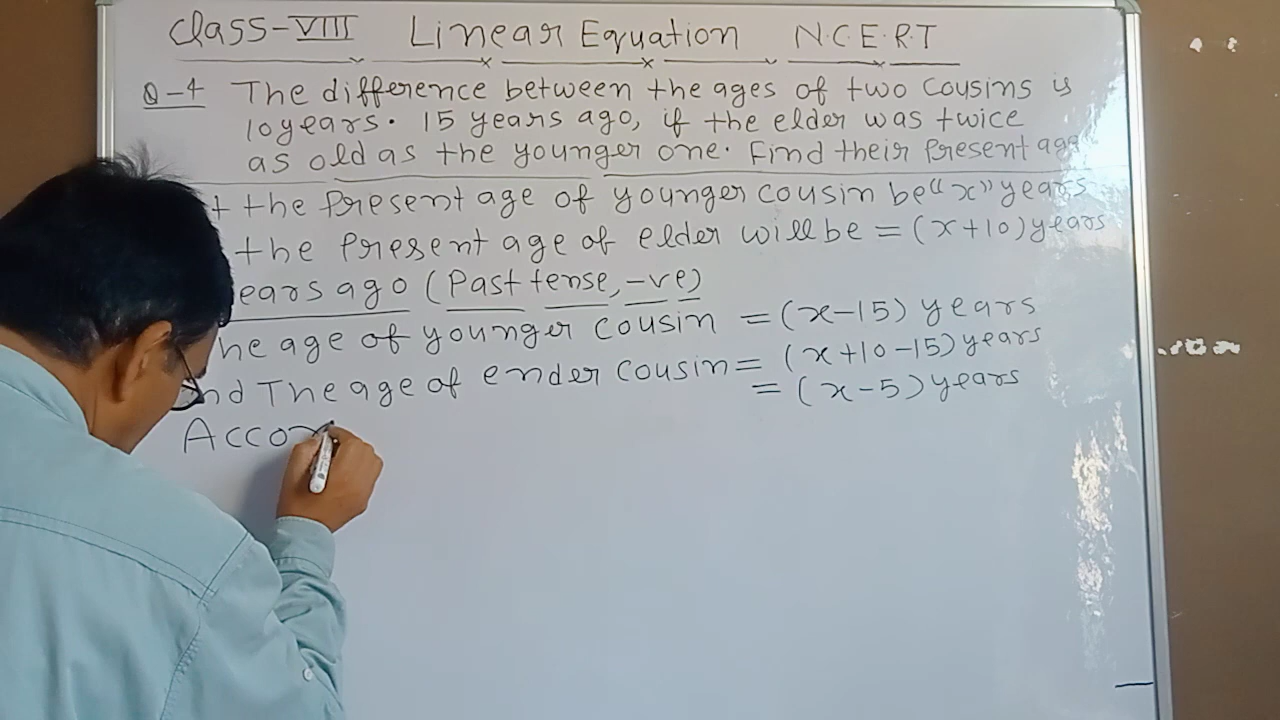 Class-VIII Linear Equation N.C.E.R.T
Q-4 The difference between the ages of two cousins is
10years. 15 years ago, if the elder was twice
as old as the younger one. Find their Present age
the Present age of younger cousin be "x" years
the Present age of elder will be = (x+10) years
ears ago (Past tense, -ve)
he age of younger cousin = (x-15) years
nd The age of ender cousin = (x+10-15) years
= (x-5) years
Accor